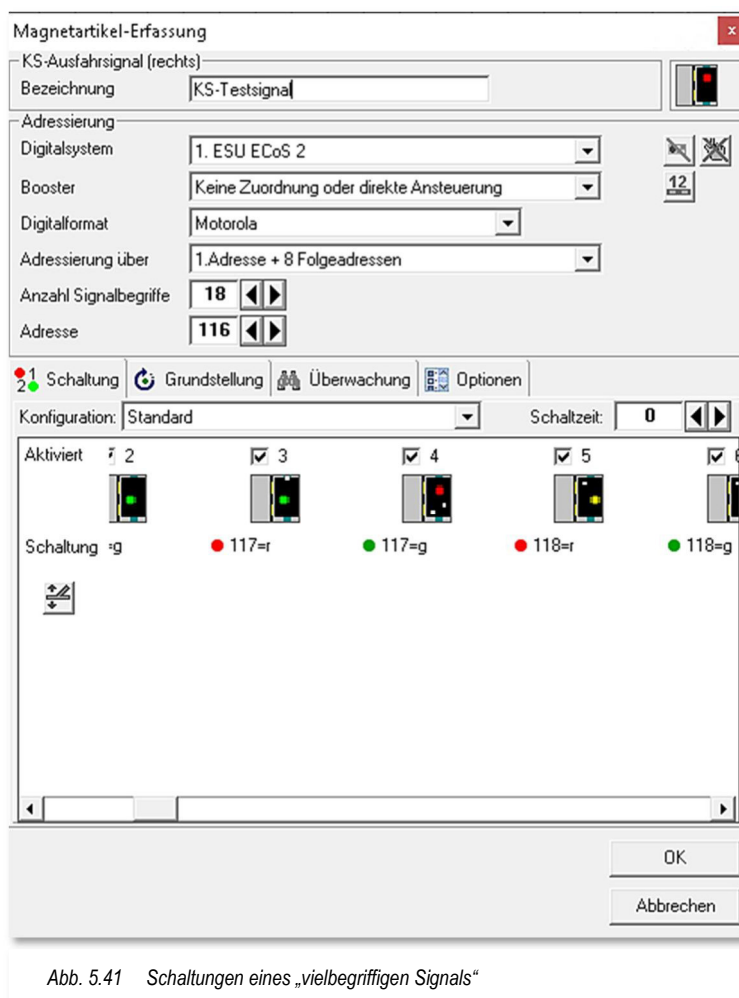 Magnetartikel-Erfassung x
KS-Ausfahrsignal (rechts)
Bezeichnung KS-Testsignal
Adressierung
Digitalsystem 1. ESU ECoS 2
Booster Keine Zuordnung oder direkte Ansteuerung 12
Digitalformat Motorola
Adressierung über 1.Adresse + 8 Folgeadressen
Anzahl Signalbegriffe 18
Adresse 116
1 2 Schaltung Grundstellung Überwachung Optionen
Konfiguration: Standard Schaltzeit: 0
Aktiviert 2 3 4 5 6
Schaltung =g 117=r 117=g 118=r 118=g
OK
Abbrechen
Abb. 5.41 Schaltungen eines „vielbegriffigen Signals“